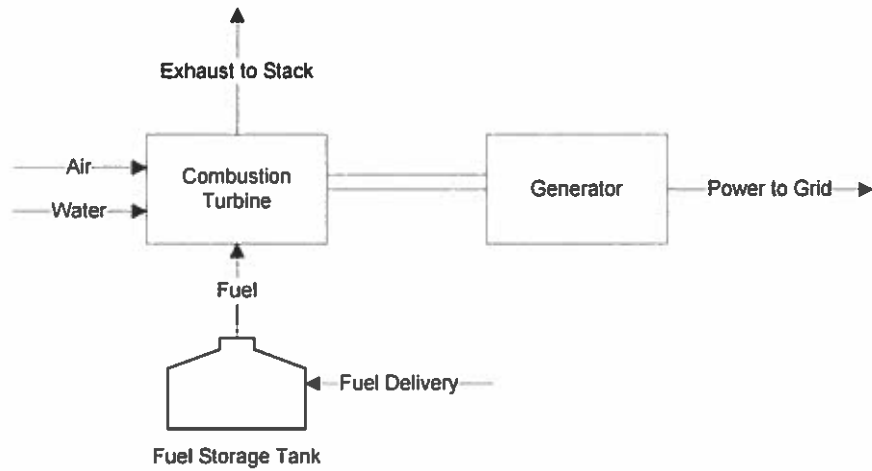 Exhaust to Stack
Air
Water
Combustion
Turbine
Generator
Power to Grid
Fuel
Fuel Delivery
Fuel Storage Tank